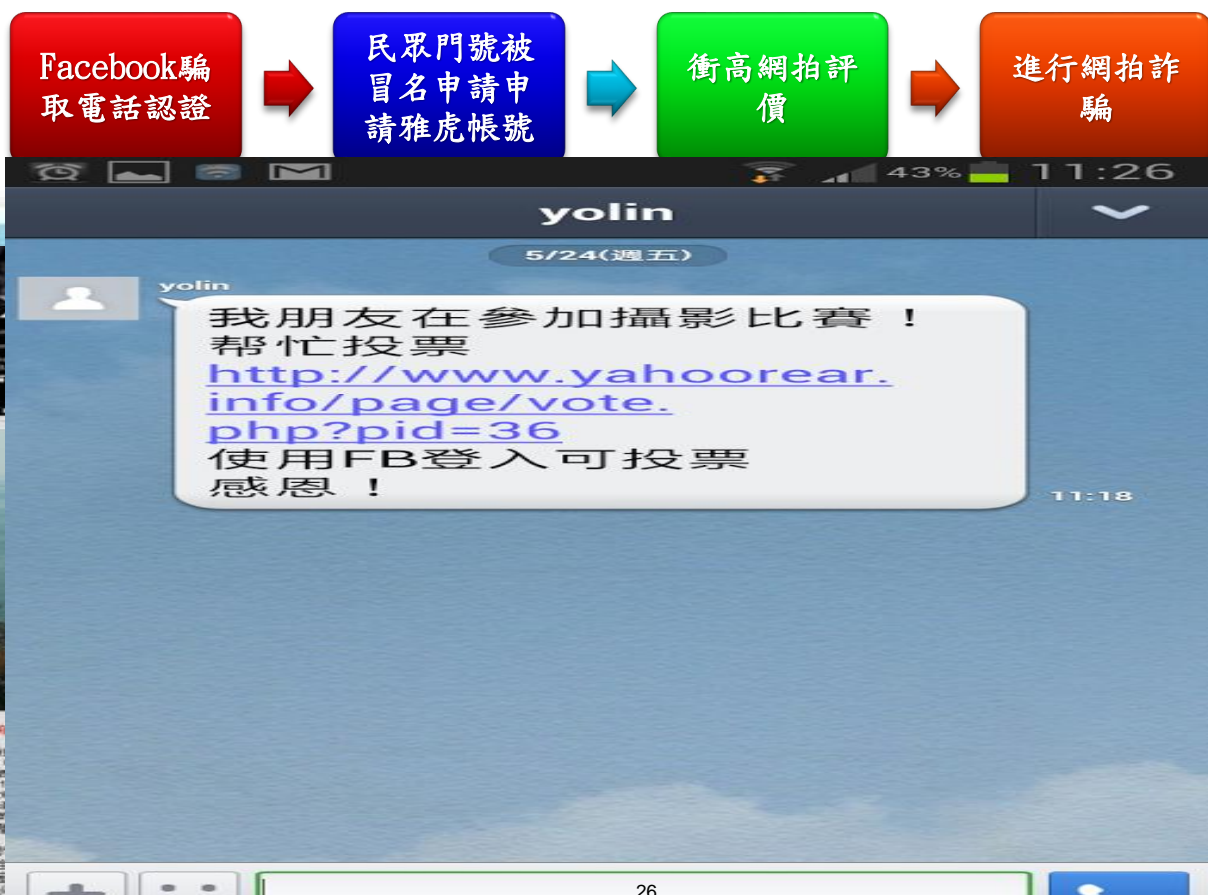 Facebook騙
取電話認證
民眾門號被
冒名申請申
請雅虎帳號
衝高網拍評
價
進行網拍詐
騙
43% 11:26
yolin
5/24(週五)
yolin
我朋友在參加攝影比賽！
帮忙投票
http://www.yahoorear.
info/page/vote.
php?pid=36
使用FB登入可投票
感恩！
11:18
26